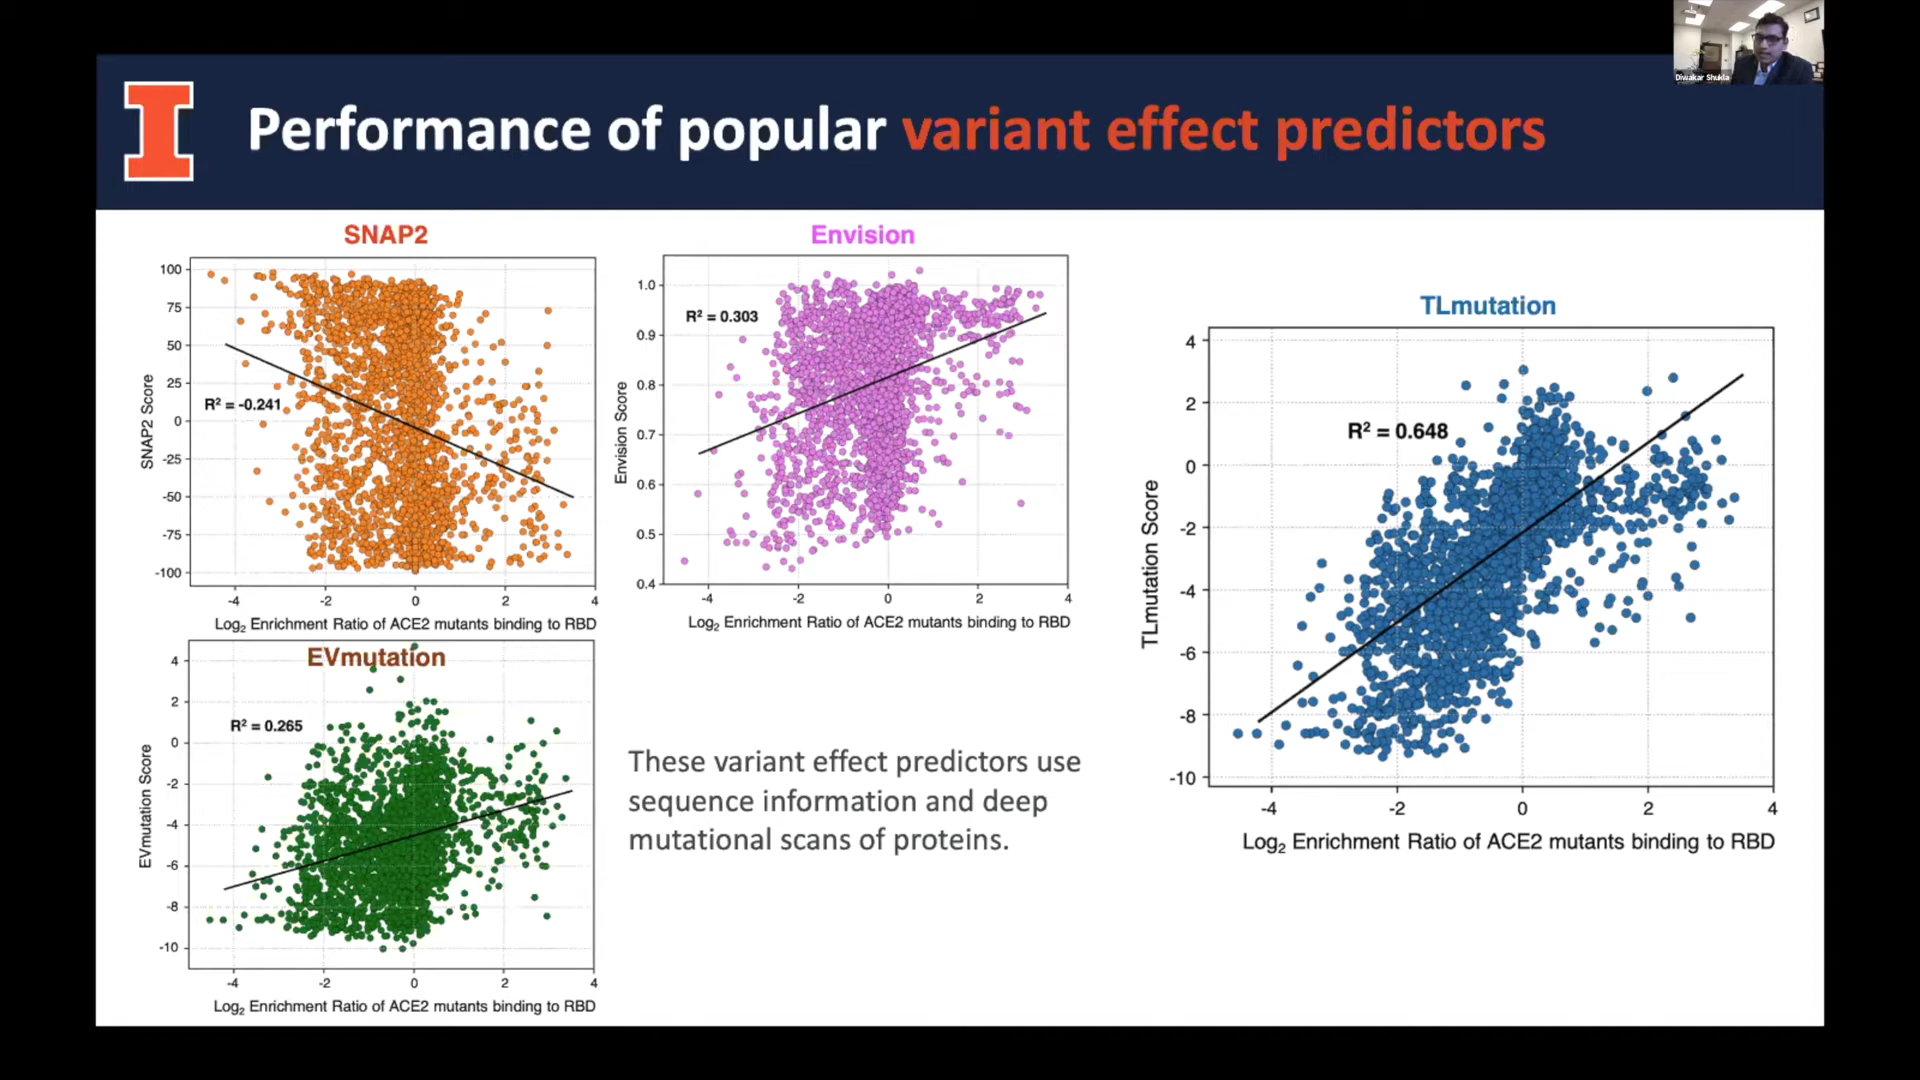 Diwakar Shukla
I
Performance of popular variant effect predictors
SNAP2
100
75
50
25
0
-25
-50
-75
-100
SNAP2 Score
R² = -0.241
-4 -2 0 2 4
Log₂ Enrichment Ratio of ACE2 mutants binding to RBD
Envision
1.0
0.9
0.8
0.7
0.6
0.5
0.4
Envision Score
R² = 0.303
-4 -2 0 2 4
Log₂ Enrichment Ratio of ACE2 mutants binding to RBD
EVmutation
4
2
0
-2
-4
-6
-8
-10
EVmutation Score
R² = 0.265
-4 -2 0 2 4
Log₂ Enrichment Ratio of ACE2 mutants binding to RBD
These variant effect predictors use
sequence information and deep
mutational scans of proteins.
TLmutation
4
2
0
-2
-4
-6
-8
-10
TLmutation Score
R² = 0.648
-4 -2 0 2 4
Log₂ Enrichment Ratio of ACE2 mutants binding to RBD